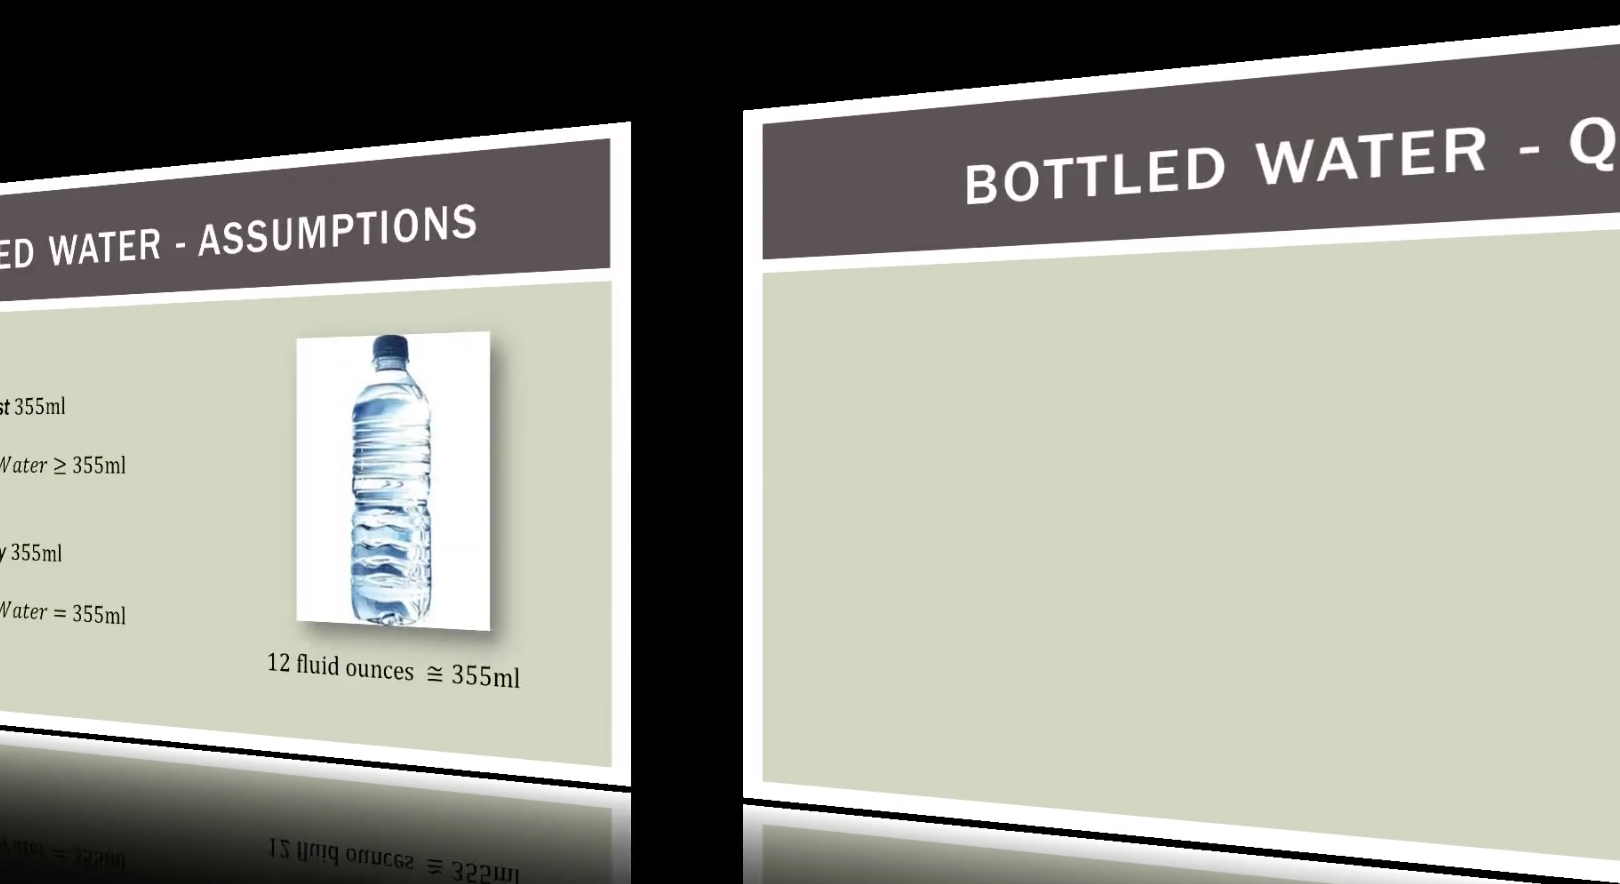 ED WATER - ASSUMPTIONS
st 355ml
Water ≥ 355ml
y 355ml
Water = 355ml
12 fluid ounces ≅ 355ml
BOTTLED WATER - Q